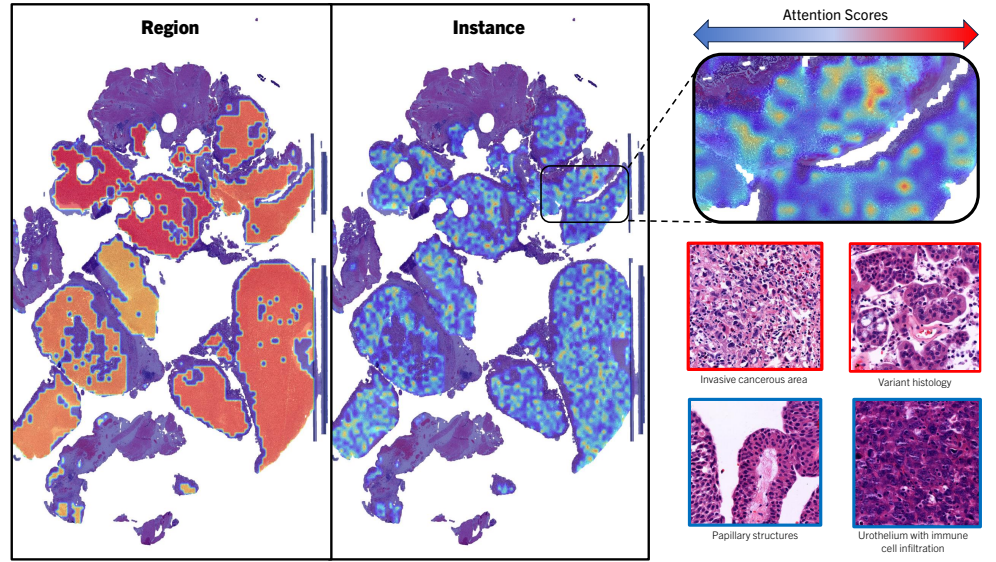 Region
Instance
Attention Scores
Invasive cancerous area
Variant histology
Papillary structures
Urothelium with immune
cell infiltration